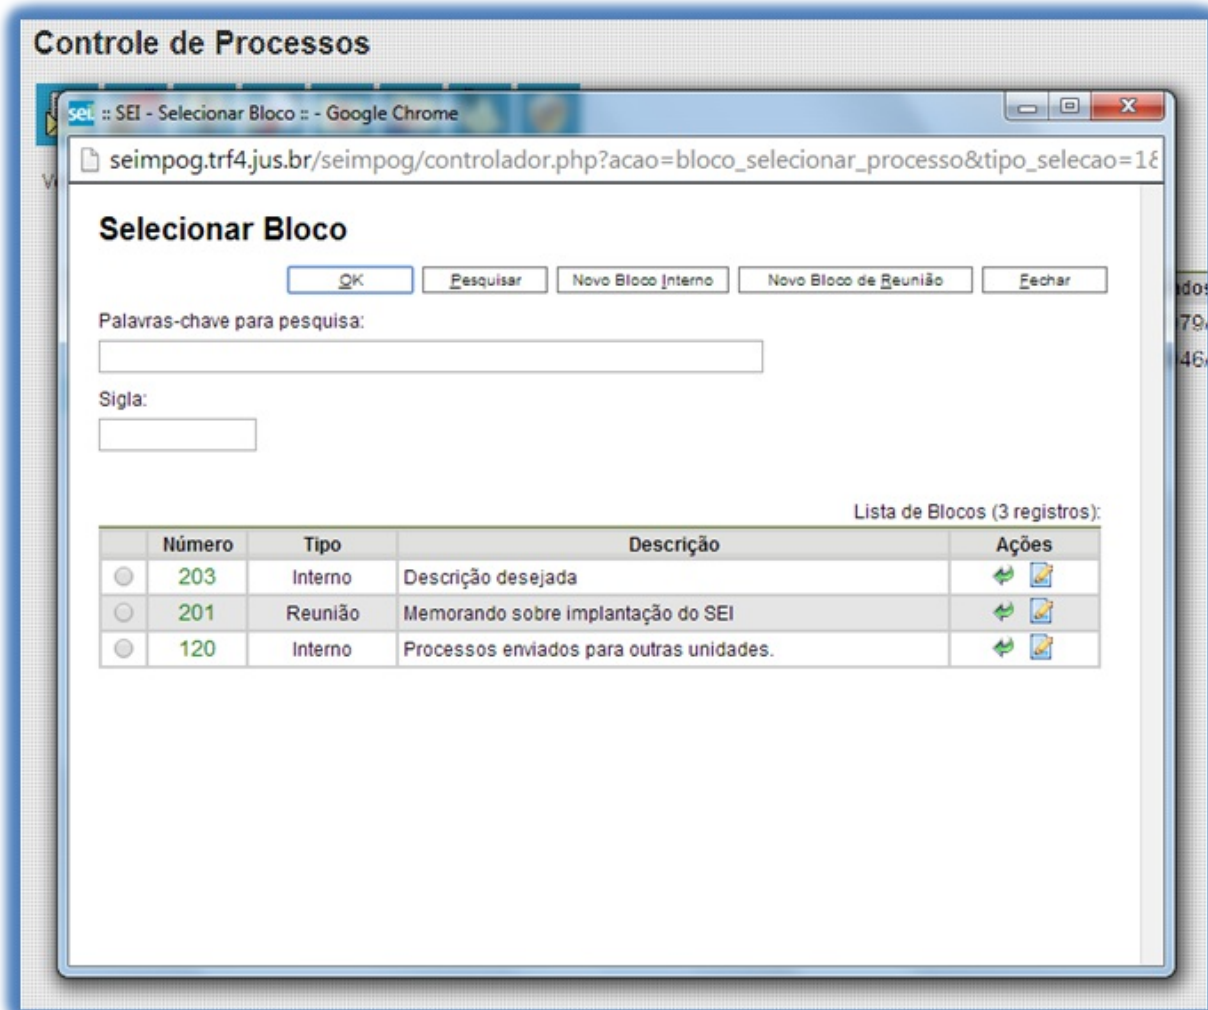 Controle de Processos
sei. :: SEI - Selecionar Bloco :: - Google Chrome
seimpog.trf4.jus.br/seimpog/controlador.php?acao=bloco_selecionar_processo&tipo_selecao=1&
Selecionar Bloco
OK Pesquisar Novo Bloco Interno Novo Bloco de Reunião Fechar
Palavras-chave para pesquisa:
Sigla:
Lista de Blocos (3 registros):
Número Tipo Descrição Ações
203 Interno Descrição desejada
201 Reunião Memorando sobre implantação do SEI
120 Interno Processos enviados para outras unidades.